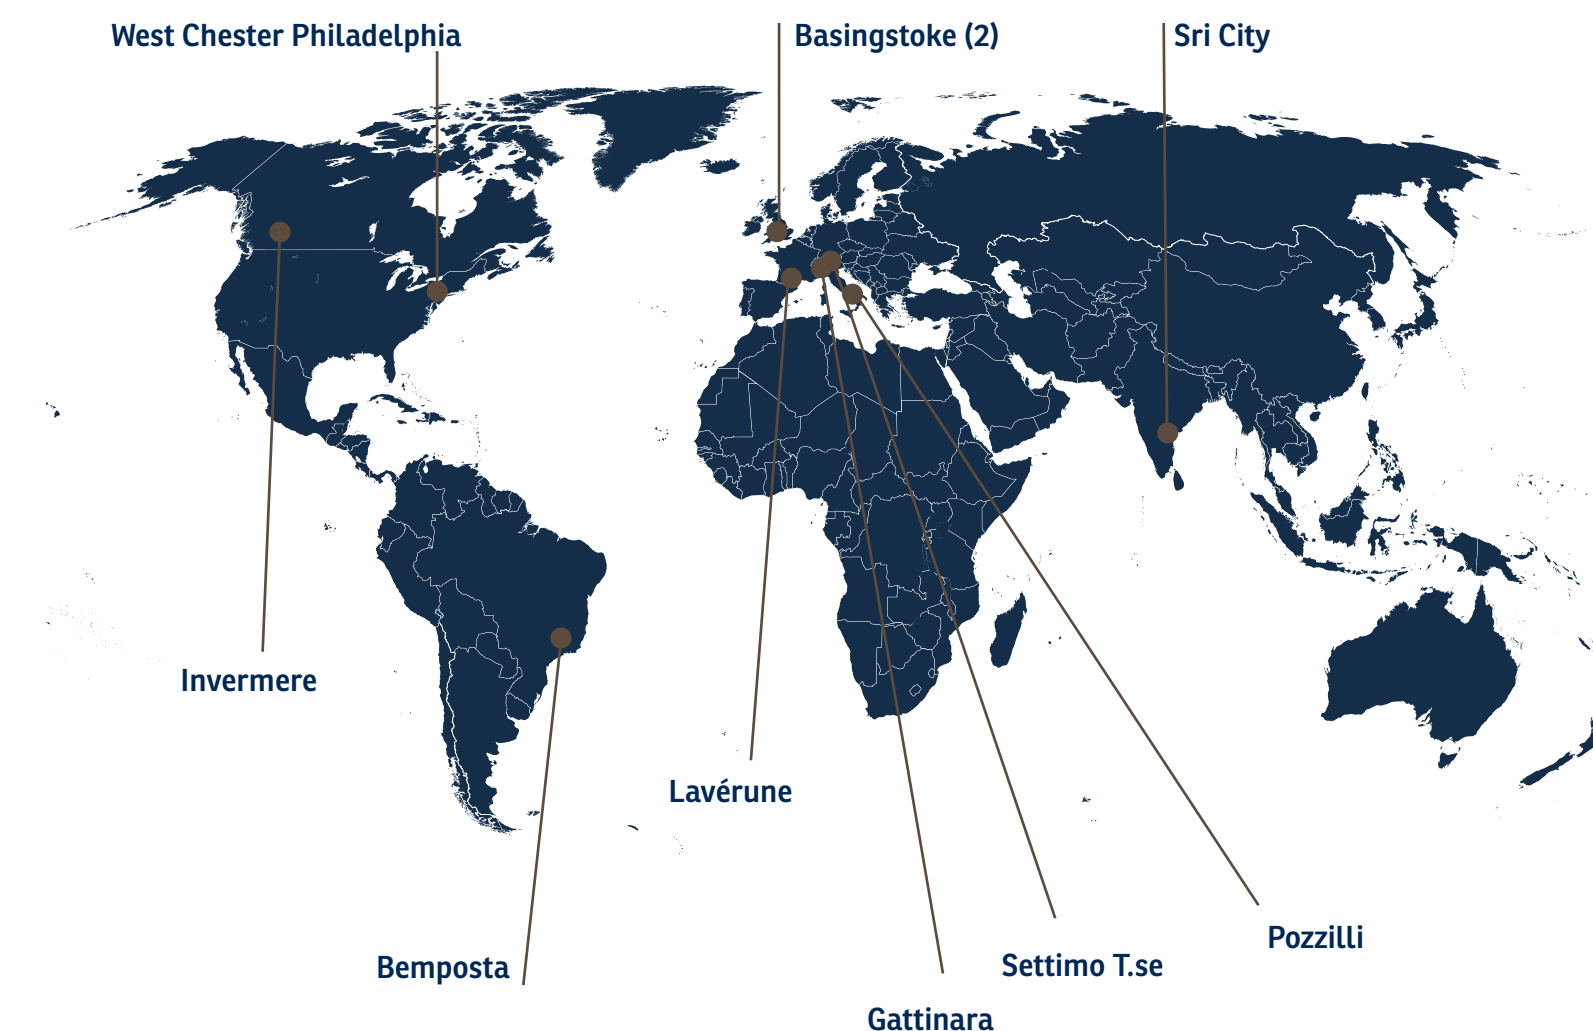 West Chester Philadelphia
Basingstoke (2)
Sri City
Invermere
Lavérune
Bemposta
Pozzilli
Settimo T.se
Gattinara